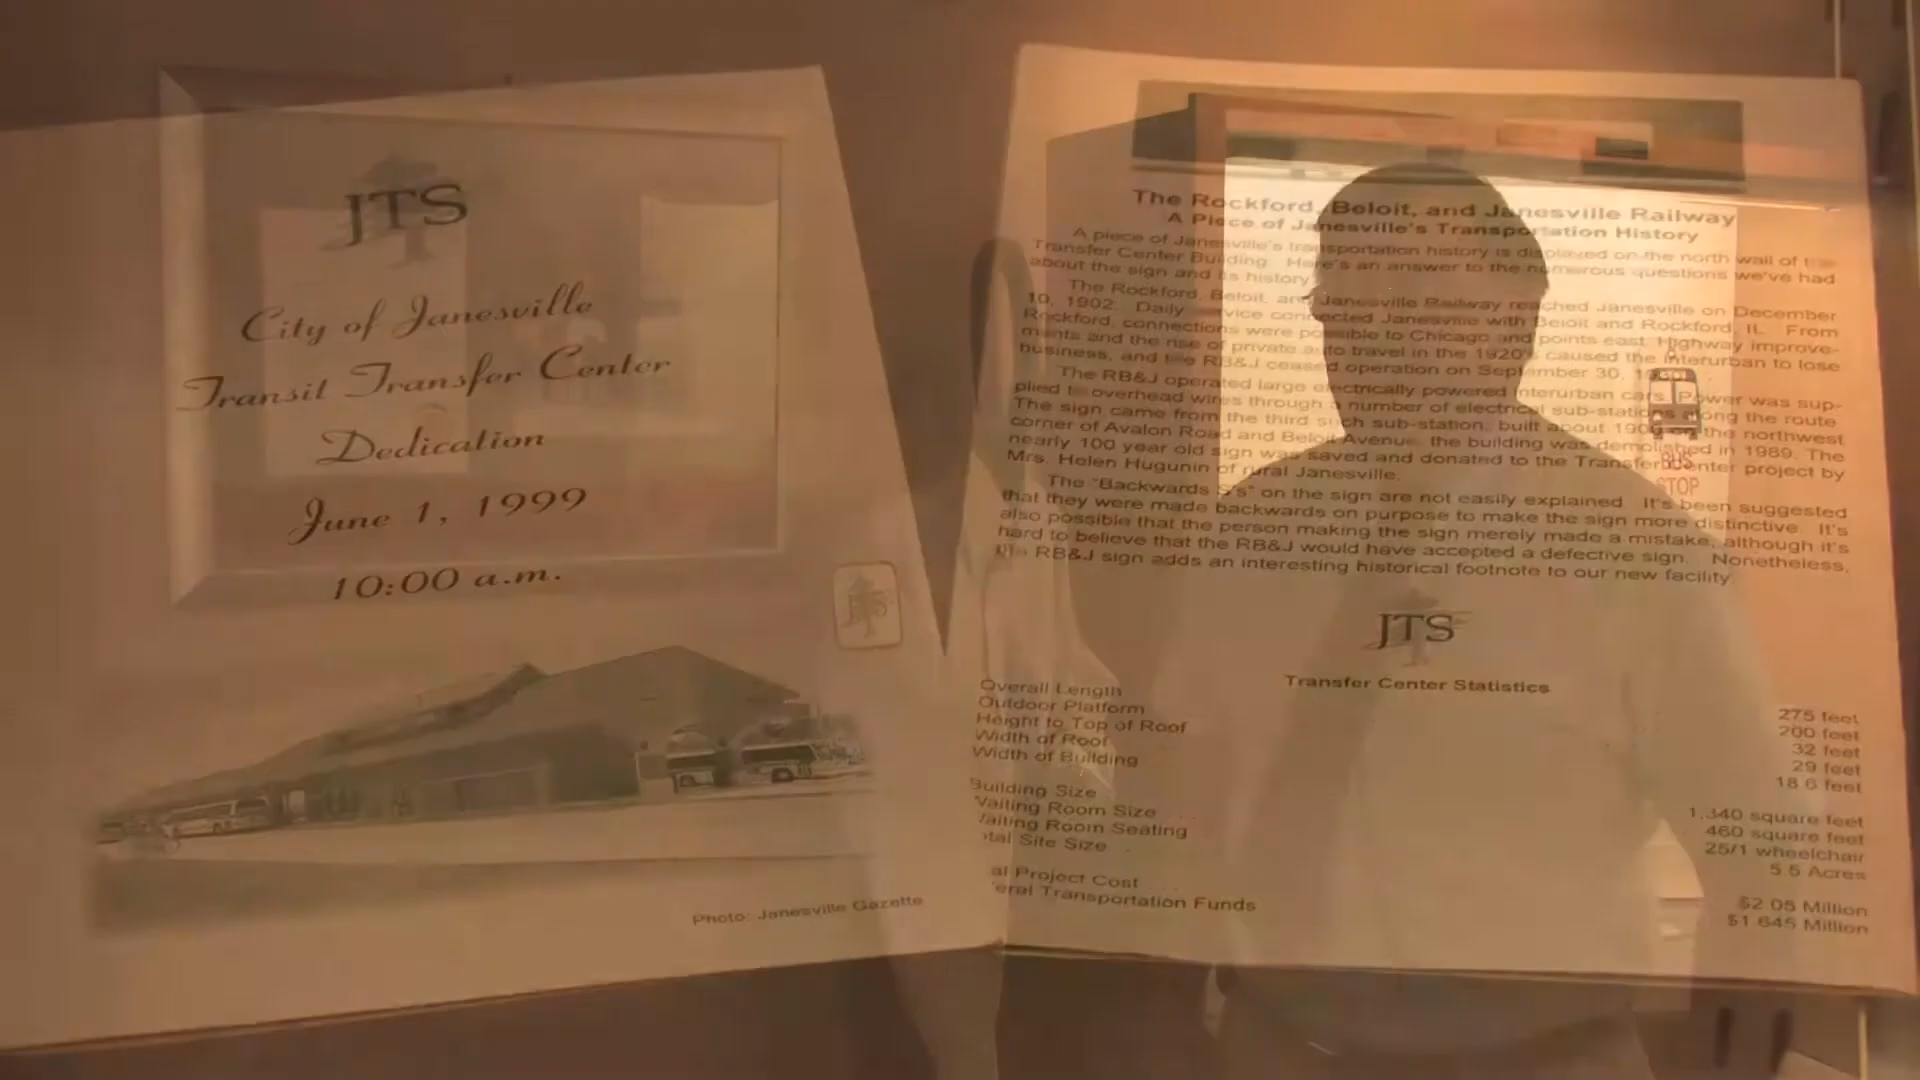 JTS
City of Janesville
Transit Transfer Center
Dedication
June 1, 1999
10:00 a.m.
JTS
Photo: Janesville Gazette
The Rockford, Beloit, and Janesville Railway
A Piece of Janesville's Transportation History
A piece of Janesville's transportation history is displayed on the north wall of
Transfer Center Building. Here's an answer to the numerous questions we've had
about the sign and its history
The Rockford, Beloit, and Janesville Railway reached Janesville on December
10, 1902. Daily service connected Janesville with Beloit and Rockford, IL. From
Rockford, connections were possible to Chicago and points east. Highway improve-
ments and the rise of private auto travel in the 1920's caused the interurban to lose
business, and the RB&J ceased operation on September 30,
The RB&J operated large electrically powered interurban cars. Power was sup-
plied to overhead wires through a number of electrical sub-stations along the route.
The sign came from the third such sub-station, built about on the northwest
corner of Avalon Road and Beloit Avenue, the building was demolished in 1989. The
nearly 100 year old sign was saved and donated to the Transfer Center project by
Mrs. Helen Hugunin of rural Janesville.
BUS
STOP
The "Backwards S's" on the sign are not easily explained. It's been suggested
that they were made backwards on purpose to make the sign more distinctive. It's
also possible that the person making the sign merely made a mistake, although it's
hard to believe that the RB&J would have accepted a defective sign. Nonetheless,
the RB&J sign adds an interesting historical footnote to our new facility.
JTS
Transfer Center Statistics
Overall Length 275 feet
Outdoor Platform 200 feet
Height to Top of Roof 32 feet
Width of Roof 29 feet
Width of Building 18.6 feet
Building Size 1,340 square feet
Waiting Room Size 460 square feet
Waiting Room Seating 25/1 wheelchair
Total Site Size 5.5 Acres
al Project Cost $2.05 Million
eral Transportation Funds $1.645 Million